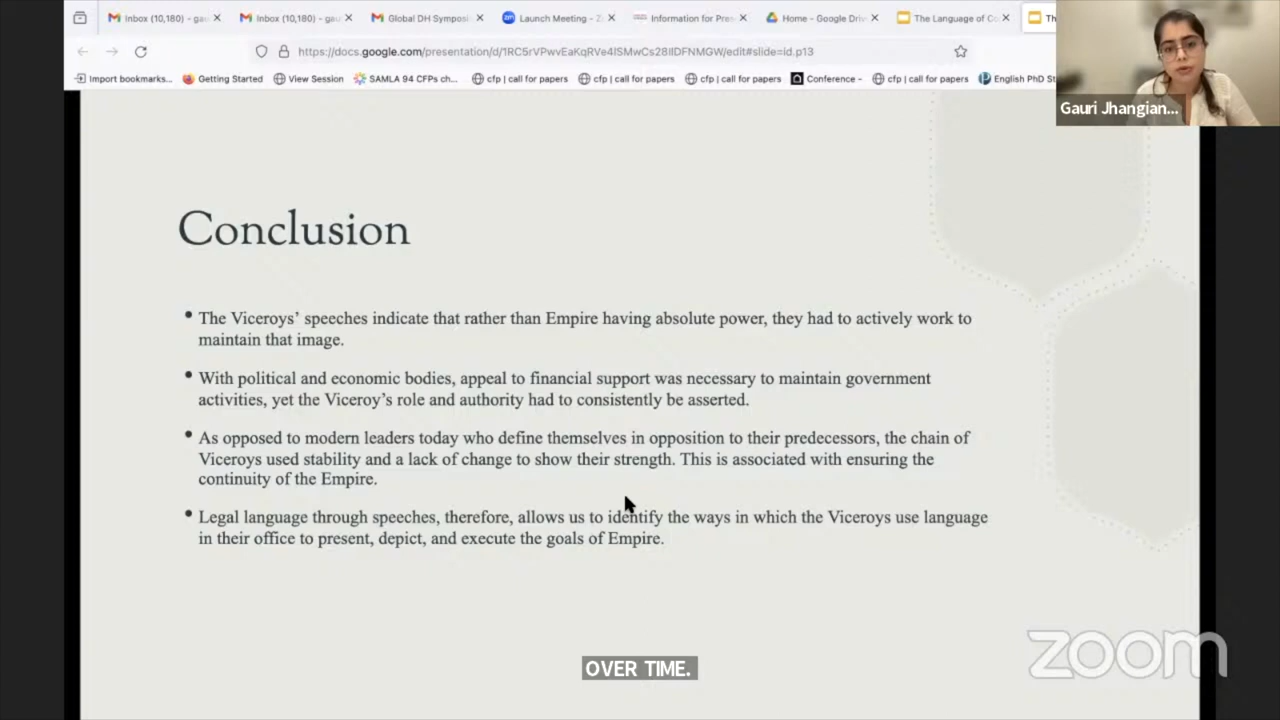 Inbox (10,180) - gau
Inbox (10,180) - gau
Global DH Symposi
Launch Meeting - Z
Information for Pres
Home - Google Driv
The Language of Co
Th
https://docs.google.com/presentation/d/1RC5rVPwvEaKqRVe4ISMwCs28IIDFNMGW/edit#slide=id.p13
Import bookmarks...
Getting Started
View Session
SAMLA 94 CFPs ch...
cfp | call for papers
cfp | call for papers
cfp | call for papers
Conference -
cfp | call for papers
English PhD St
Gauri Jhangian...
Conclusion
• The Viceroys’ speeches indicate that rather than Empire having absolute power, they had to actively work to
maintain that image.
• With political and economic bodies, appeal to financial support was necessary to maintain government
activities, yet the Viceroy’s role and authority had to consistently be asserted.
• As opposed to modern leaders today who define themselves in opposition to their predecessors, the chain of
Viceroys used stability and a lack of change to show their strength. This is associated with ensuring the
continuity of the Empire.
• Legal language through speeches, therefore, allows us to identify the ways in which the Viceroys use language
in their office to present, depict, and execute the goals of Empire.
OVER TIME.
zoom